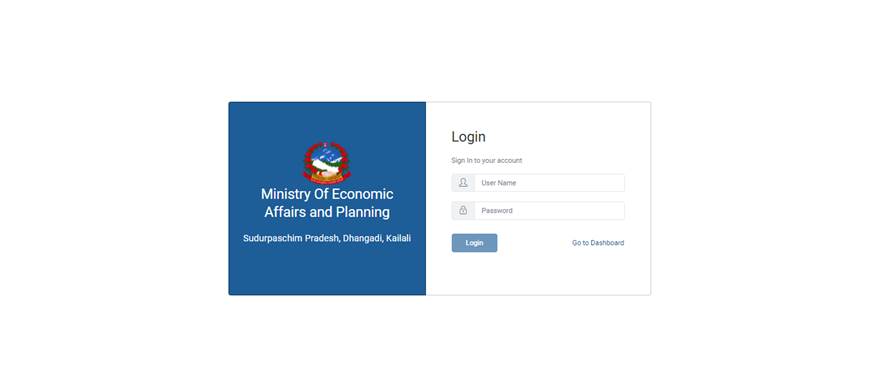 Ministry Of Economic
Affairs and Planning
Sudurpaschim Pradesh, Dhangadi, Kailali
Login
Sign In to your account
User Name
Password
Login
Go to Dashboard